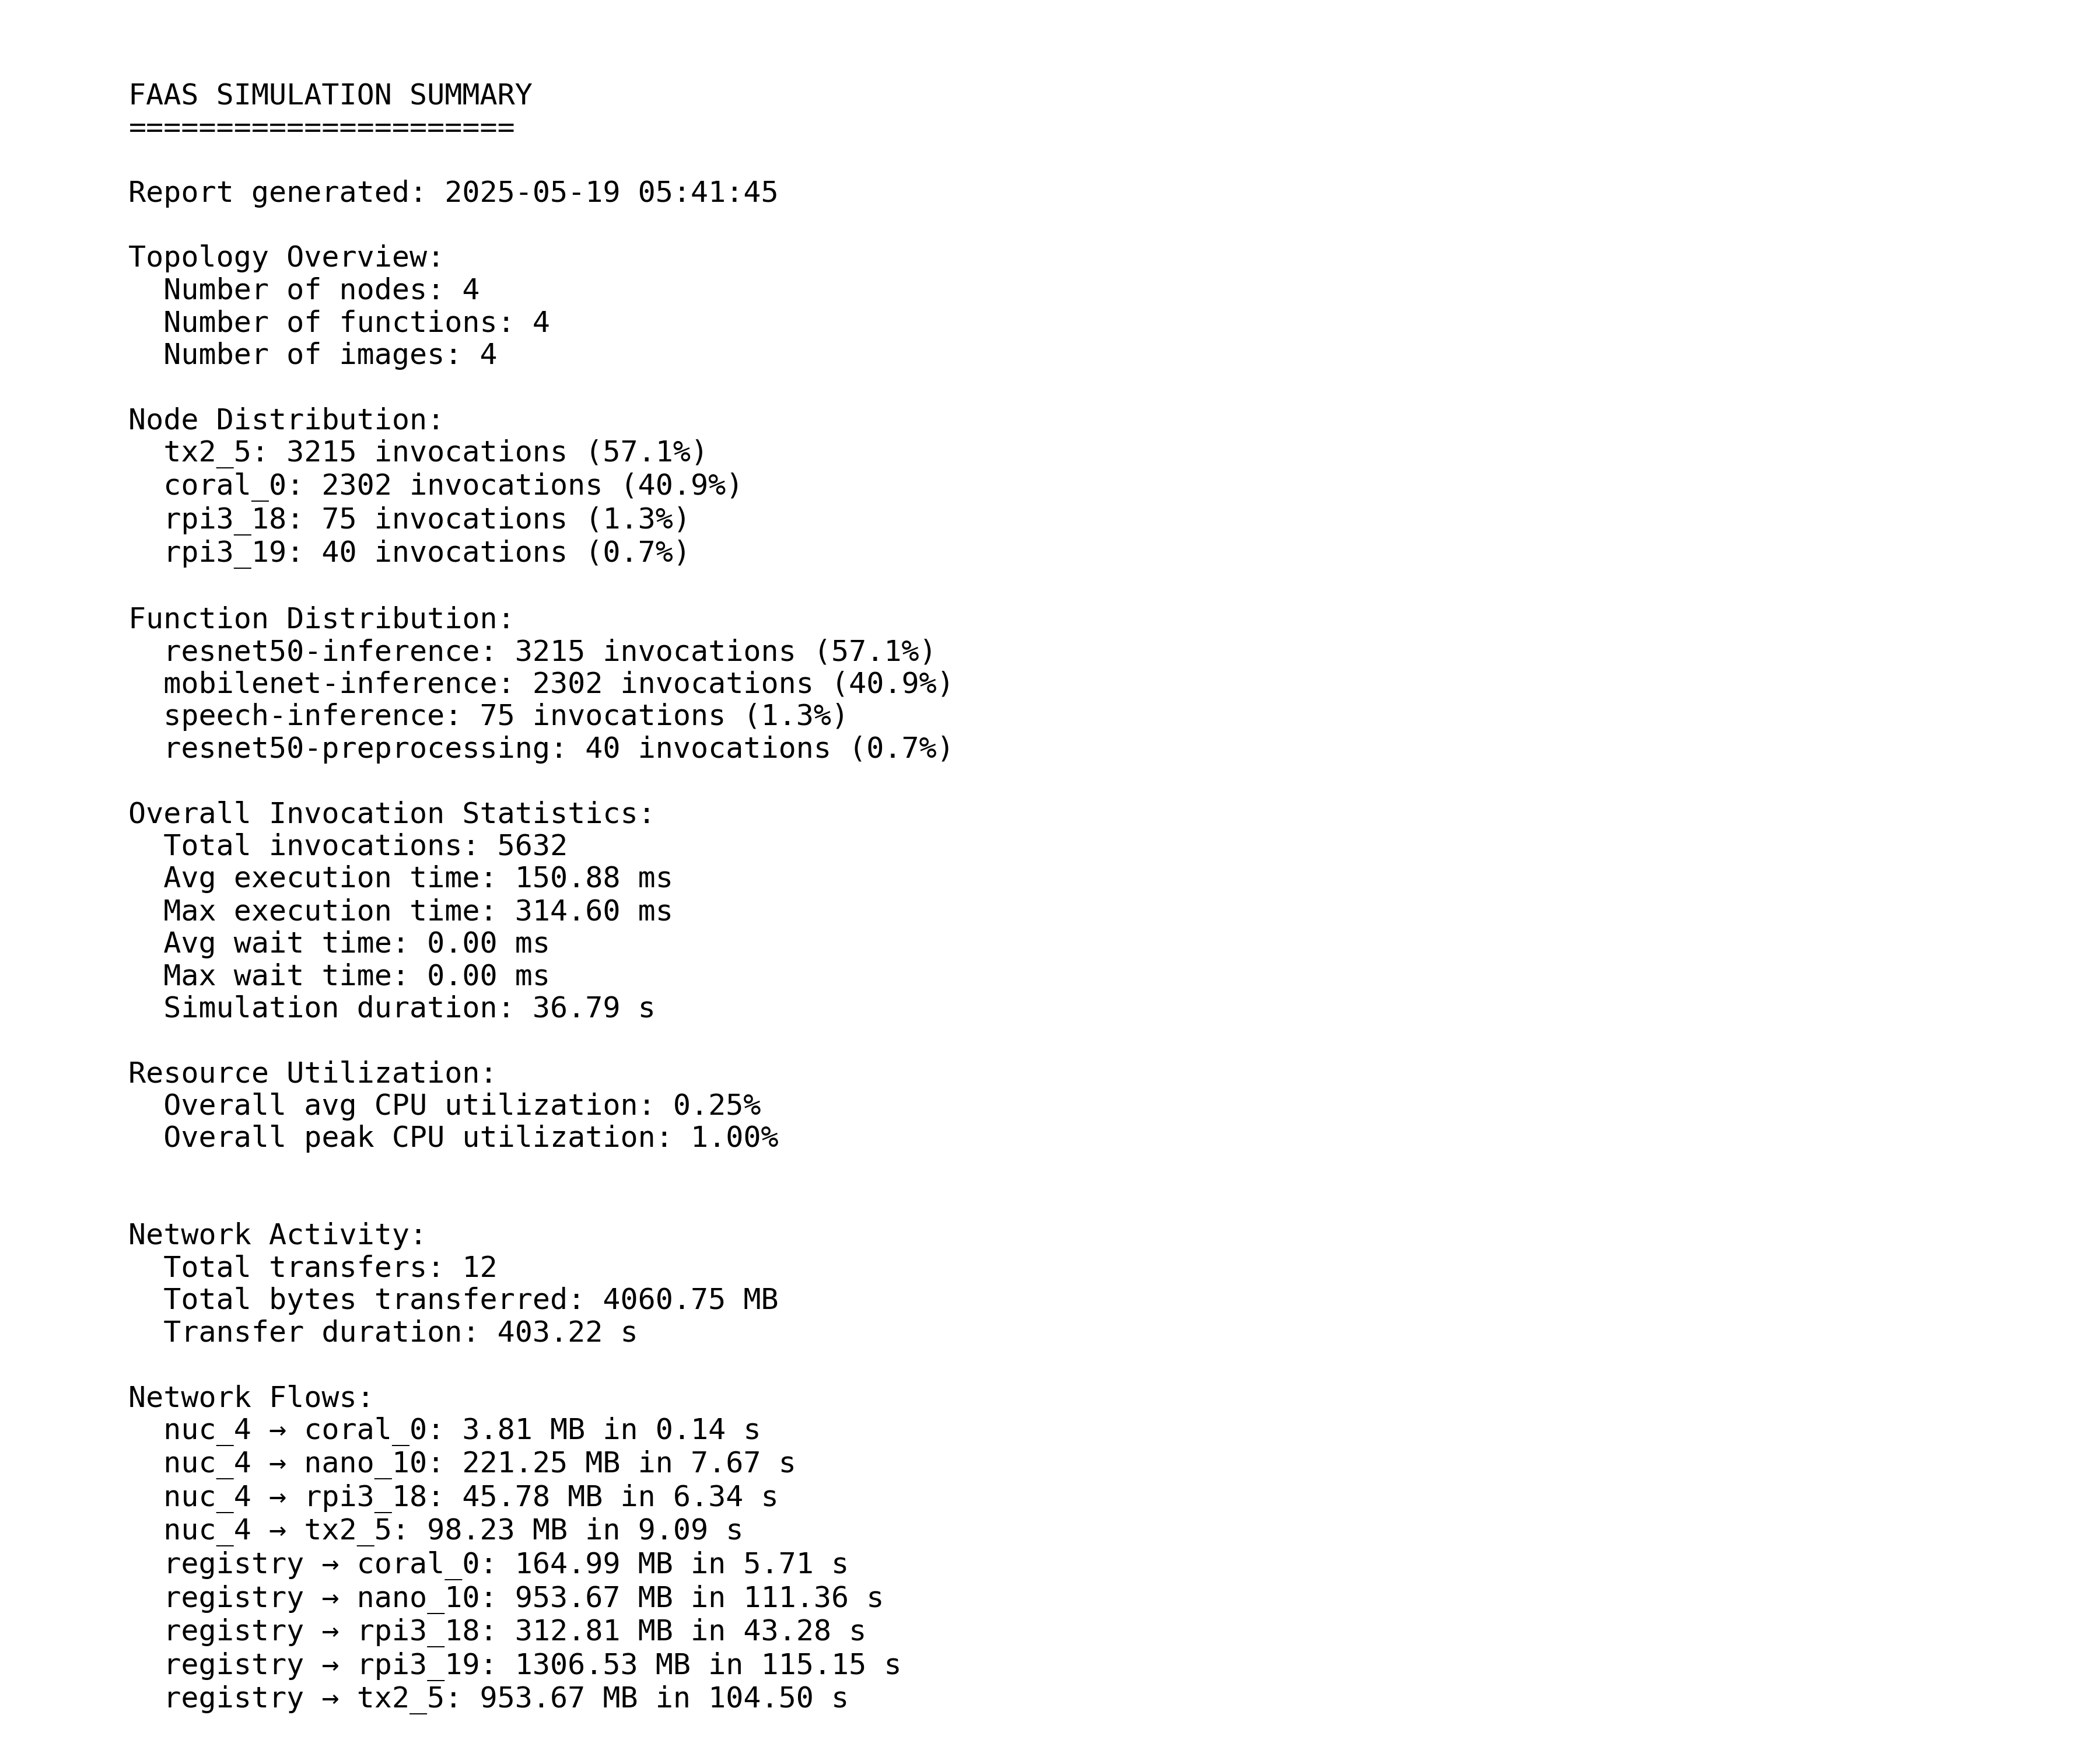 FAAS SIMULATION SUMMARY
======================
Report generated: 2025-05-19 05:41:45
Topology Overview:
Number of nodes: 4
Number of functions: 4
Number of images: 4
Node Distribution:
tx2_5: 3215 invocations (57.1%)
coral_0: 2302 invocations (40.9%)
rpi3_18: 75 invocations (1.3%)
rpi3_19: 40 invocations (0.7%)
Function Distribution:
resnet50-inference: 3215 invocations (57.1%)
mobilenet-inference: 2302 invocations (40.9%)
speech-inference: 75 invocations (1.3%)
resnet50-preprocessing: 40 invocations (0.7%)
Overall Invocation Statistics:
Total invocations: 5632
Avg execution time: 150.88 ms
Max execution time: 314.60 ms
Avg wait time: 0.00 ms
Max wait time: 0.00 ms
Simulation duration: 36.79 s
Resource Utilization:
Overall avg CPU utilization: 0.25%
Overall peak CPU utilization: 1.00%
Network Activity:
Total transfers: 12
Total bytes transferred: 4060.75 MB
Transfer duration: 403.22 s
Network Flows:
nuc_4 → coral_0: 3.81 MB in 0.14 s
nuc_4 → nano_10: 221.25 MB in 7.67 s
nuc_4 → rpi3_18: 45.78 MB in 6.34 s
nuc_4 → tx2_5: 98.23 MB in 9.09 s
registry → coral_0: 164.99 MB in 5.71 s
registry → nano_10: 953.67 MB in 111.36 s
registry → rpi3_18: 312.81 MB in 43.28 s
registry → rpi3_19: 1306.53 MB in 115.15 s
registry → tx2_5: 953.67 MB in 104.50 s